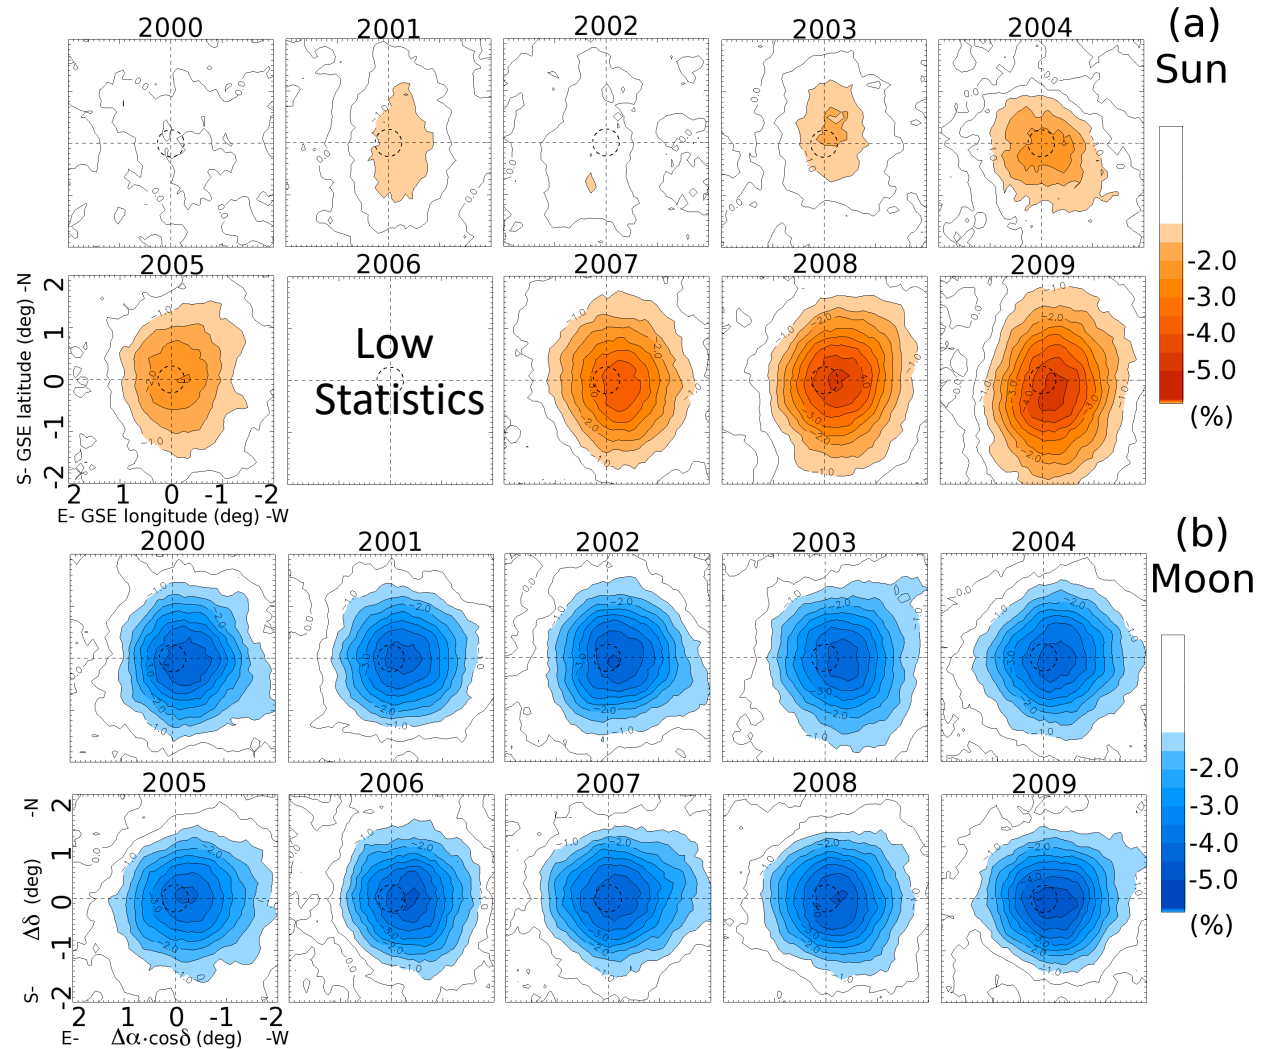 2000 2001 2002 2003 2004 (a)
Sun
-2.0
-3.0
-4.0
-5.0
(%)
2005 2006 2007 2008 2009
Low
Statistics
S- GSE latitude (deg) -N
2
1
0
-1
-2
2 1 0 -1 -2
E- GSE longitude (deg) -W
2000 2001 2002 2003 2004 (b)
Moon
-2.0
-3.0
-4.0
-5.0
(%)
2005 2006 2007 2008 2009
S- Δδ (deg) -N
2
1
0
-1
-2
2 1 0 -1 -2
E- Δα·cosδ (deg) -W